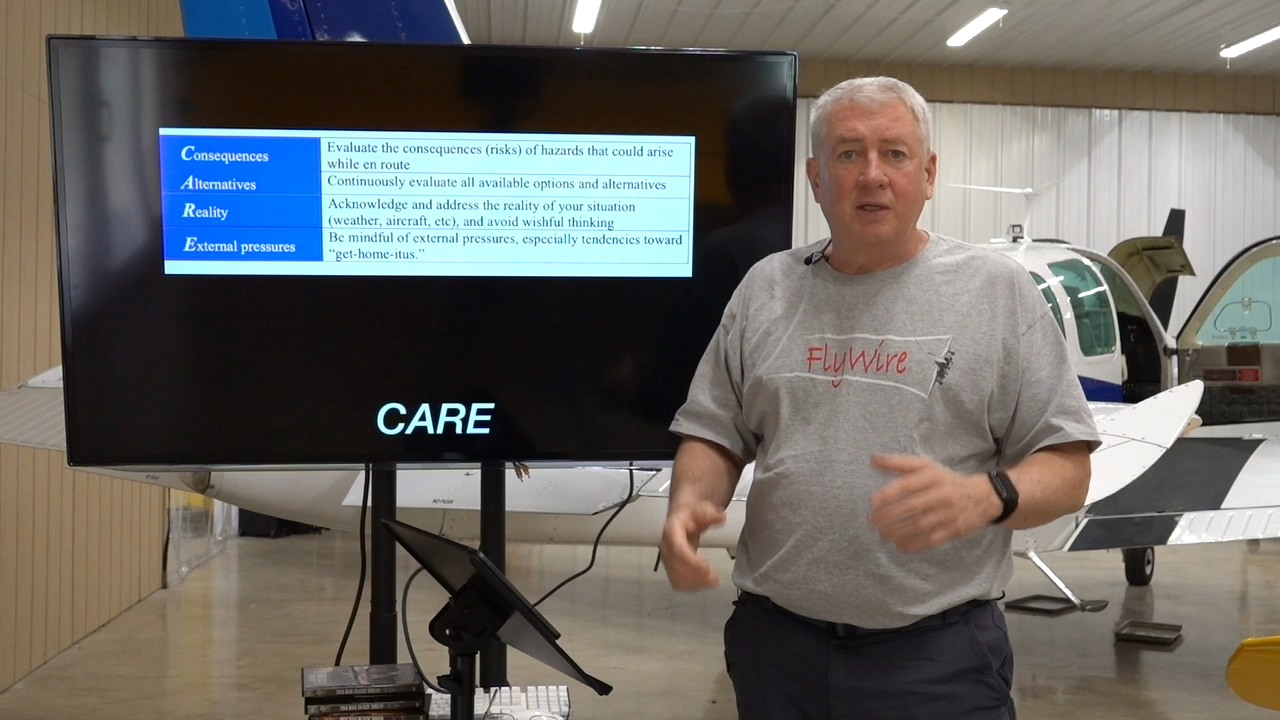 Consequences
Evaluate the consequences (risks) of hazards that could arise
while en route
Alternatives
Continuously evaluate all available options and alternatives
Reality
Acknowledge and address the reality of your situation
(weather, aircraft, etc), and avoid wishful thinking
External pressures
Be mindful of external pressures, especially tendencies toward
“get-home-itus.”
CARE
FlyWire
NO PUSH